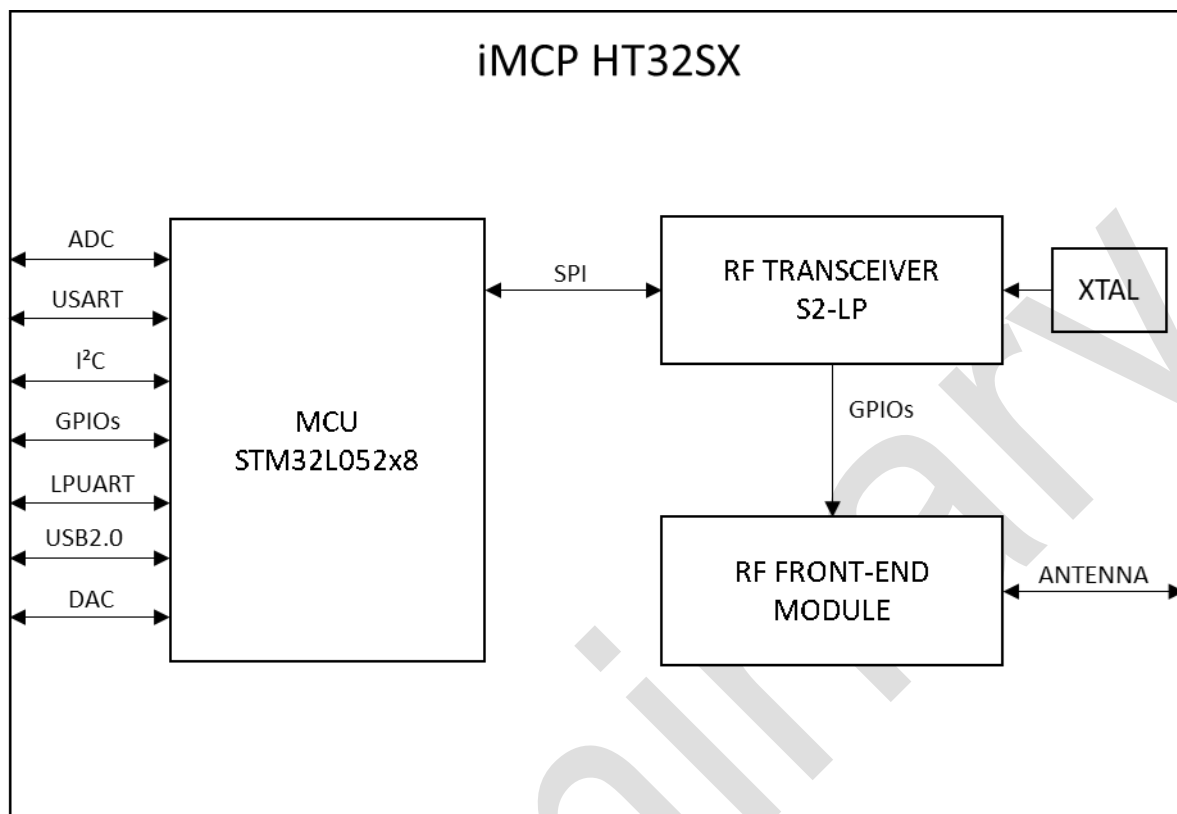 iMCP HT32SX
ADC
USART
I²C
GPIOs
LPUART
USB2.0
DAC
MCU
STM32L052x8
SPI
RF TRANSCEIVER
S2-LP
XTAL
GPIOs
RF FRONT-END
MODULE
ANTENNA